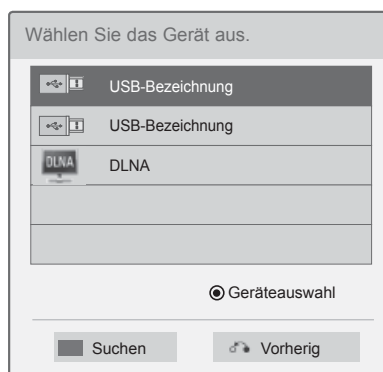 Wählen Sie das Gerät aus.
USB-Bezeichnung
USB-Bezeichnung
DLNA DLNA
Geräteauswahl
Suchen Vorherig